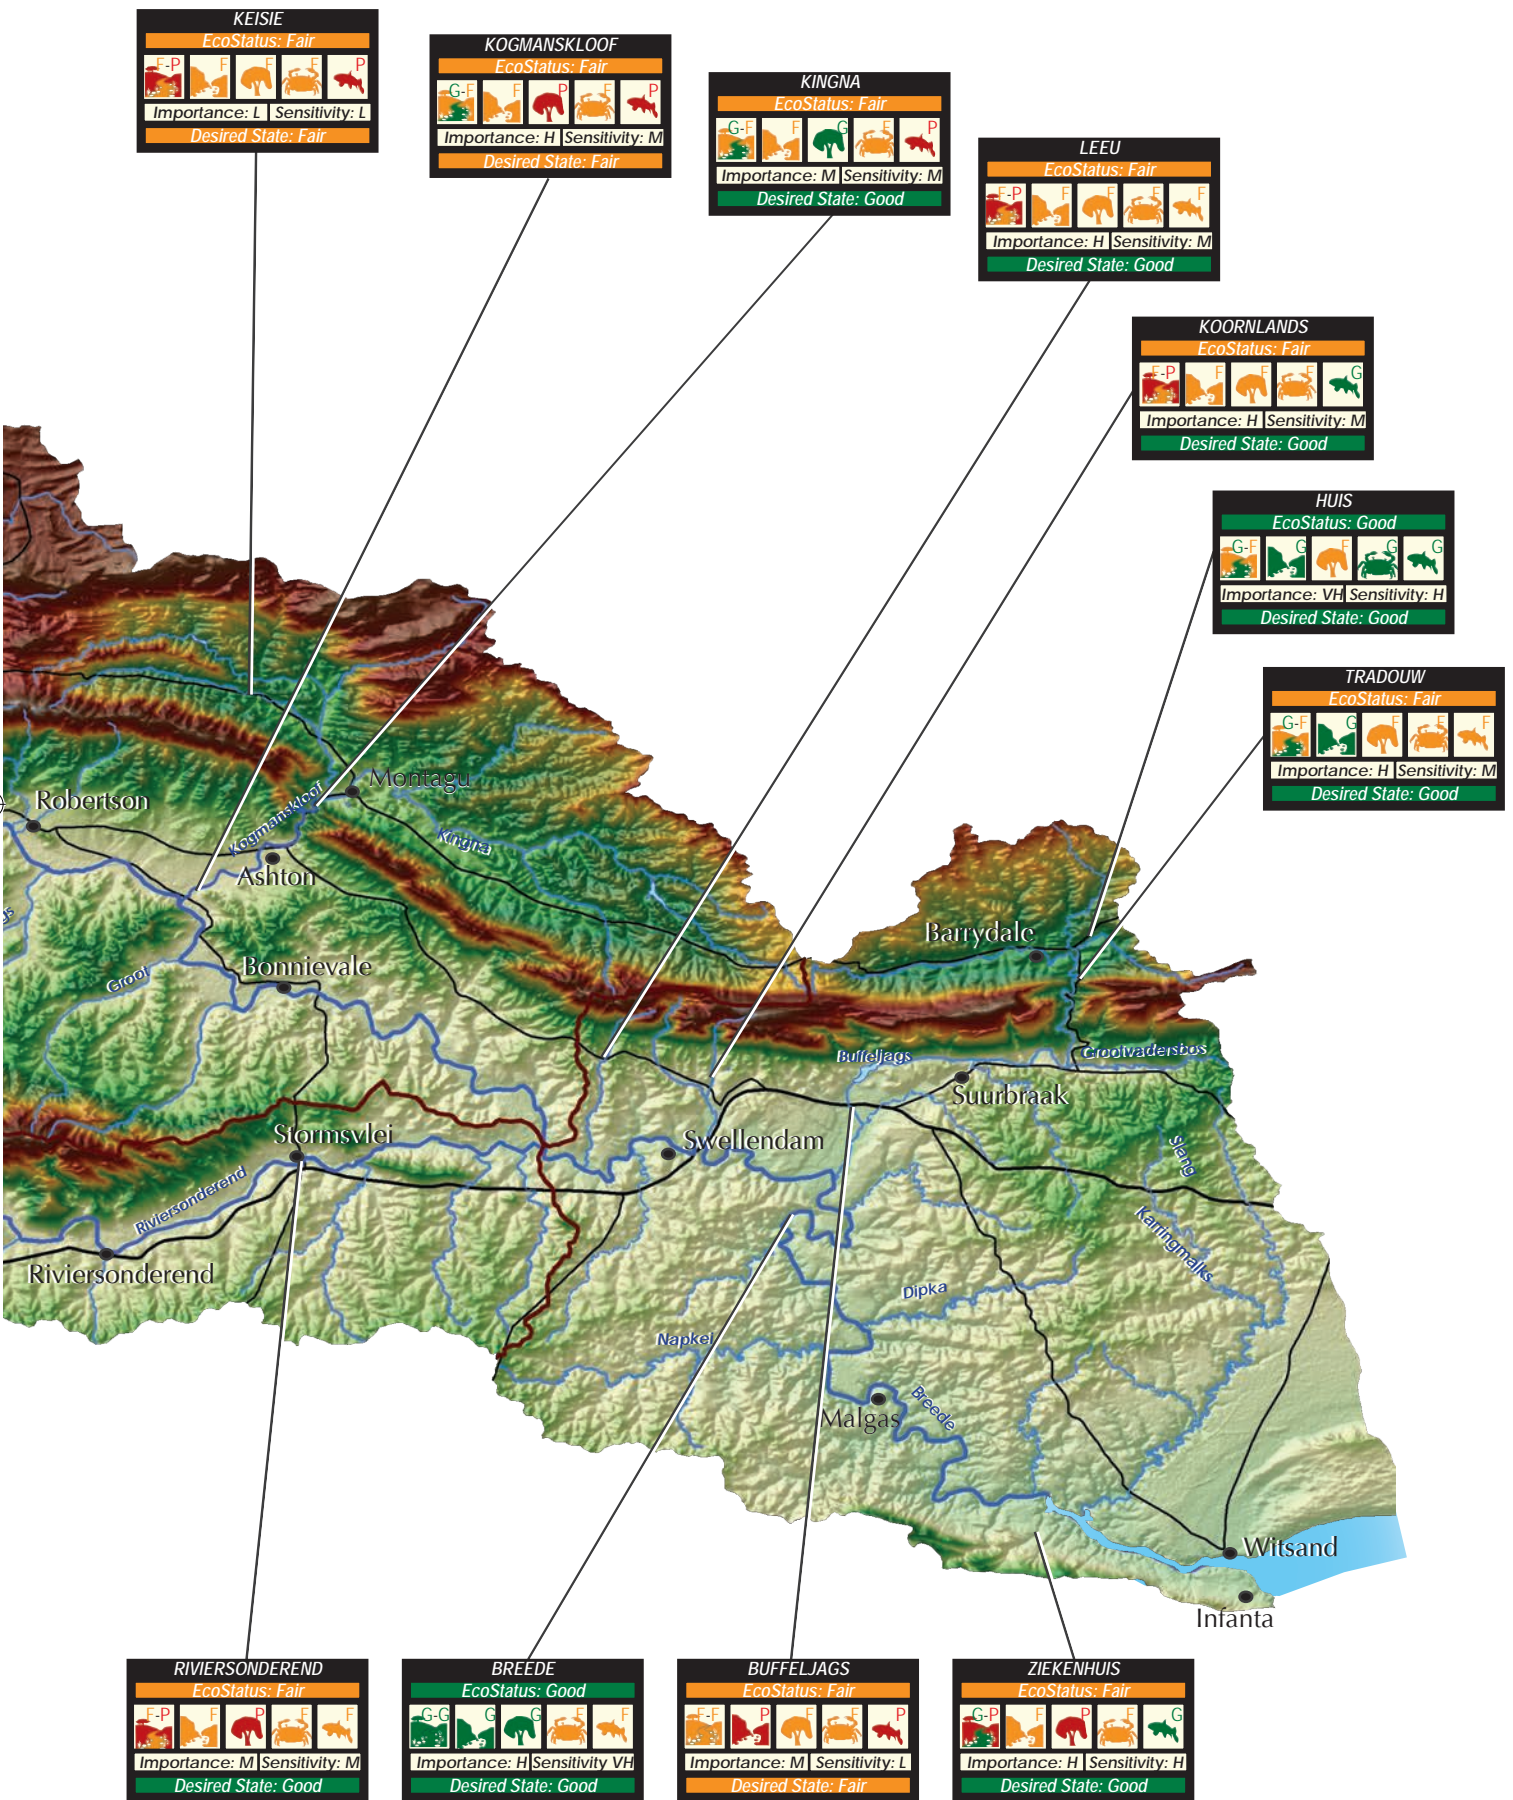 KEISIE
EcoStatus: Fair
F-P F F F P
Importance: L Sensitivity: L
Desired State: Fair
KOGMANSKLOOF
EcoStatus: Fair
G-F F P F P
Importance: H Sensitivity: M
Desired State: Fair
KINGNA
EcoStatus: Fair
G-F F G F P
Importance: M Sensitivity: M
Desired State: Good
LEEU
EcoStatus: Fair
F-P F F F F
Importance: H Sensitivity: M
Desired State: Good
KOORNLANDS
EcoStatus: Fair
F-P F F F G
Importance: H Sensitivity: M
Desired State: Good
HUIS
EcoStatus: Good
G-F G F G G
Importance: VH Sensitivity: H
Desired State: Good
TRADOUW
EcoStatus: Fair
G-F G F F F
Importance: H Sensitivity: M
Desired State: Good
Montagu
Robertson
Kogmanskloof
Kingna
Ashton
gs
Barrydale
Bonnievale
Groot
Buffeljags
Grootvadersbos
Suurbraak
Stormsvlei
Swellendam
Slang
Riviersonderend
Karringmalks
Riviersonderend
Dipka
Napkei
Malgas
Breede
Witsand
Infanta
RIVIERSONDEREND
EcoStatus: Fair
F-P F P F F
Importance: M Sensitivity: M
Desired State: Good
BREEDE
EcoStatus: Good
G-G G G F F
Importance: H Sensitivity VH
Desired State: Good
BUFFELJAGS
EcoStatus: Fair
F-F P F F P
Importance: M Sensitivity: L
Desired State: Fair
ZIEKENHUIS
EcoStatus: Fair
G-P F P F G
Importance: H Sensitivity: H
Desired State: Good